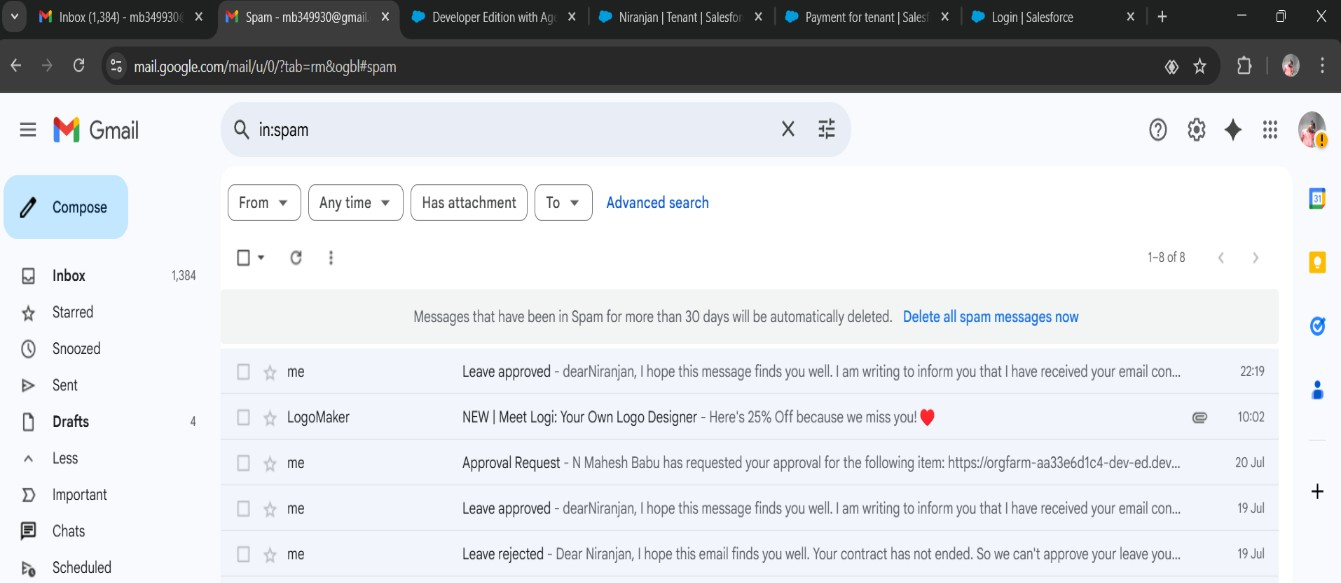 Inbox (1,384) - mb349930@
Spam - mb349930@gmail.
Developer Edition with Age
Niranjan | Tenant | Salesfor
Payment for tenant | Sales
Login | Salesforce
mail.google.com/mail/u/0/?tab=rm&ogbl#spam
Gmail
in:spam
Compose
From
Any time
Has attachment
To
Advanced search
1–8 of 8
Inbox 1,384
Starred
Snoozed
Sent
Drafts 4
Less
Important
Chats
Scheduled
Messages that have been in Spam for more than 30 days will be automatically deleted. Delete all spam messages now
me Leave approved - dearNiranjan, I hope this message finds you well. I am writing to inform you that I have received your email con... 22:19
LogoMaker NEW | Meet Logi: Your Own Logo Designer - Here's 25% Off because we miss you!❤️ 10:02
me Approval Request - N Mahesh Babu has requested your approval for the following item: https://orgfarm-aa33e6d1c4-dev-ed.dev... 20 Jul
me Leave approved - dearNiranjan, I hope this message finds you well. I am writing to inform you that I have received your email con... 19 Jul
me Leave rejected - Dear Niranjan, I hope this email finds you well. Your contract has not ended. So we can't approve your leave you... 19 Jul
31